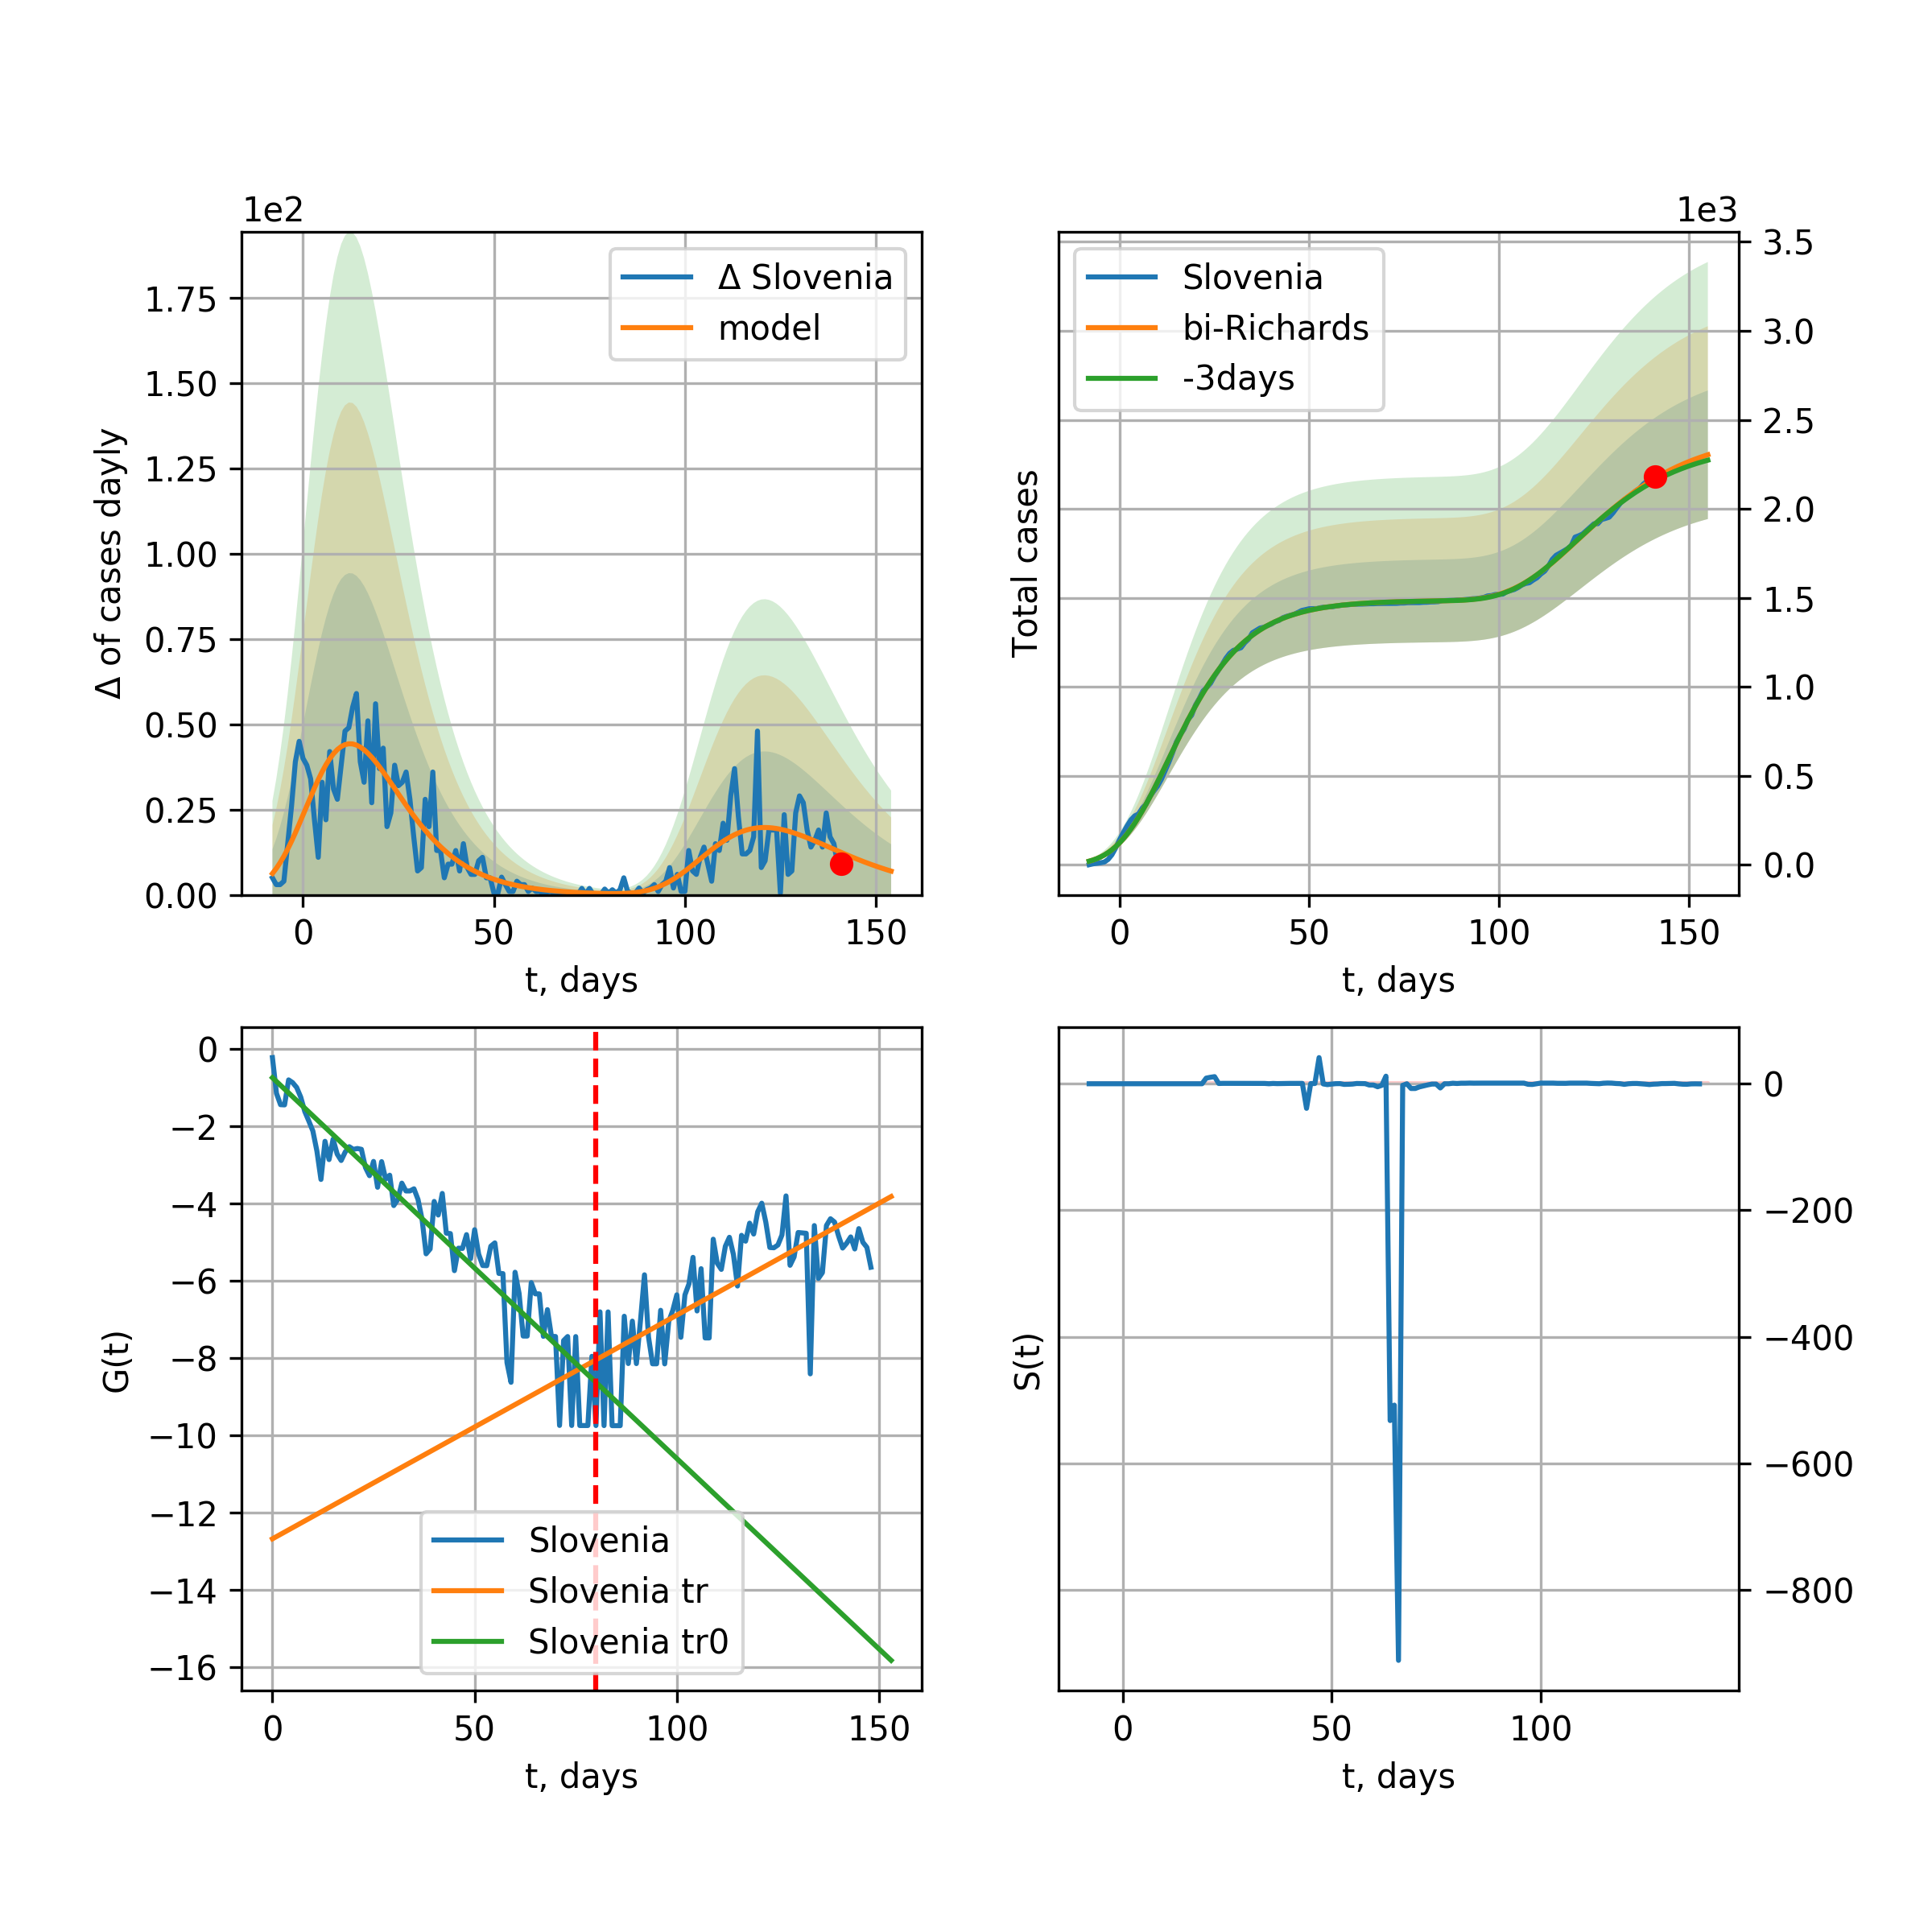 1e2
1.75
1.50
1.25
1.00
0.75
0.50
0.25
0.00
Δ of cases dayly
0 50 100 150
t, days
Δ Slovenia
model
1e3
3.5
3.0
2.5
2.0
1.5
1.0
0.5
0.0
Total cases
0 50 100 150
t, days
Slovenia
bi-Richards
-3days
0
−2
−4
−6
−8
−10
−12
−14
−16
G(t)
0 50 100 150
t, days
Slovenia
Slovenia tr
Slovenia tr0
0
−200
−400
−600
−800
S(t)
0 50 100
t, days